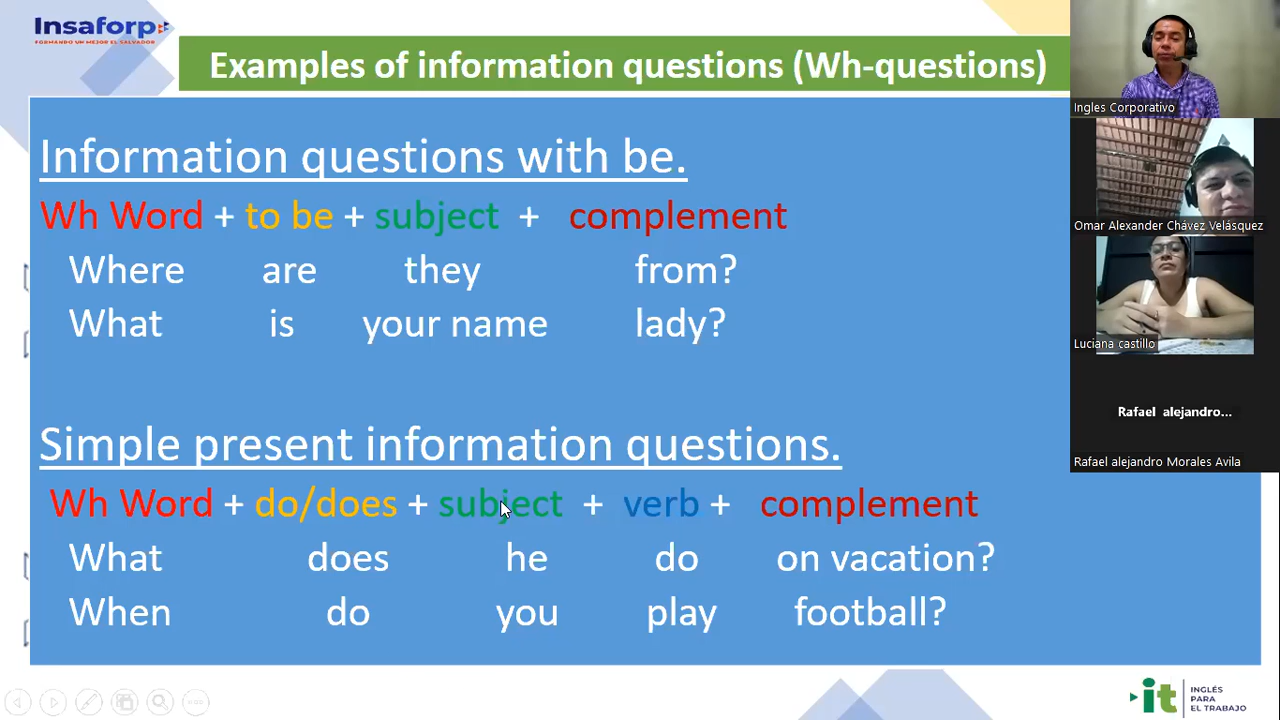 Insaforp
FORMANDO UN MEJOR EL SALVADOR
Examples of information questions (Wh-questions)
Information questions with be.
Wh Word + to be + subject + complement
Where are they from?
What is your name lady?
Simple present information questions.
Wh Word + do/does + subject + verb + complement
What does he do on vacation?
When do you play football?
Ingles Corporativo
Omar Alexander Chávez Velásquez
Luciana castillo
Rafael alejandro...
Rafael alejandro Morales Avila
it
INGLÉS
PARA
EL TRABAJO